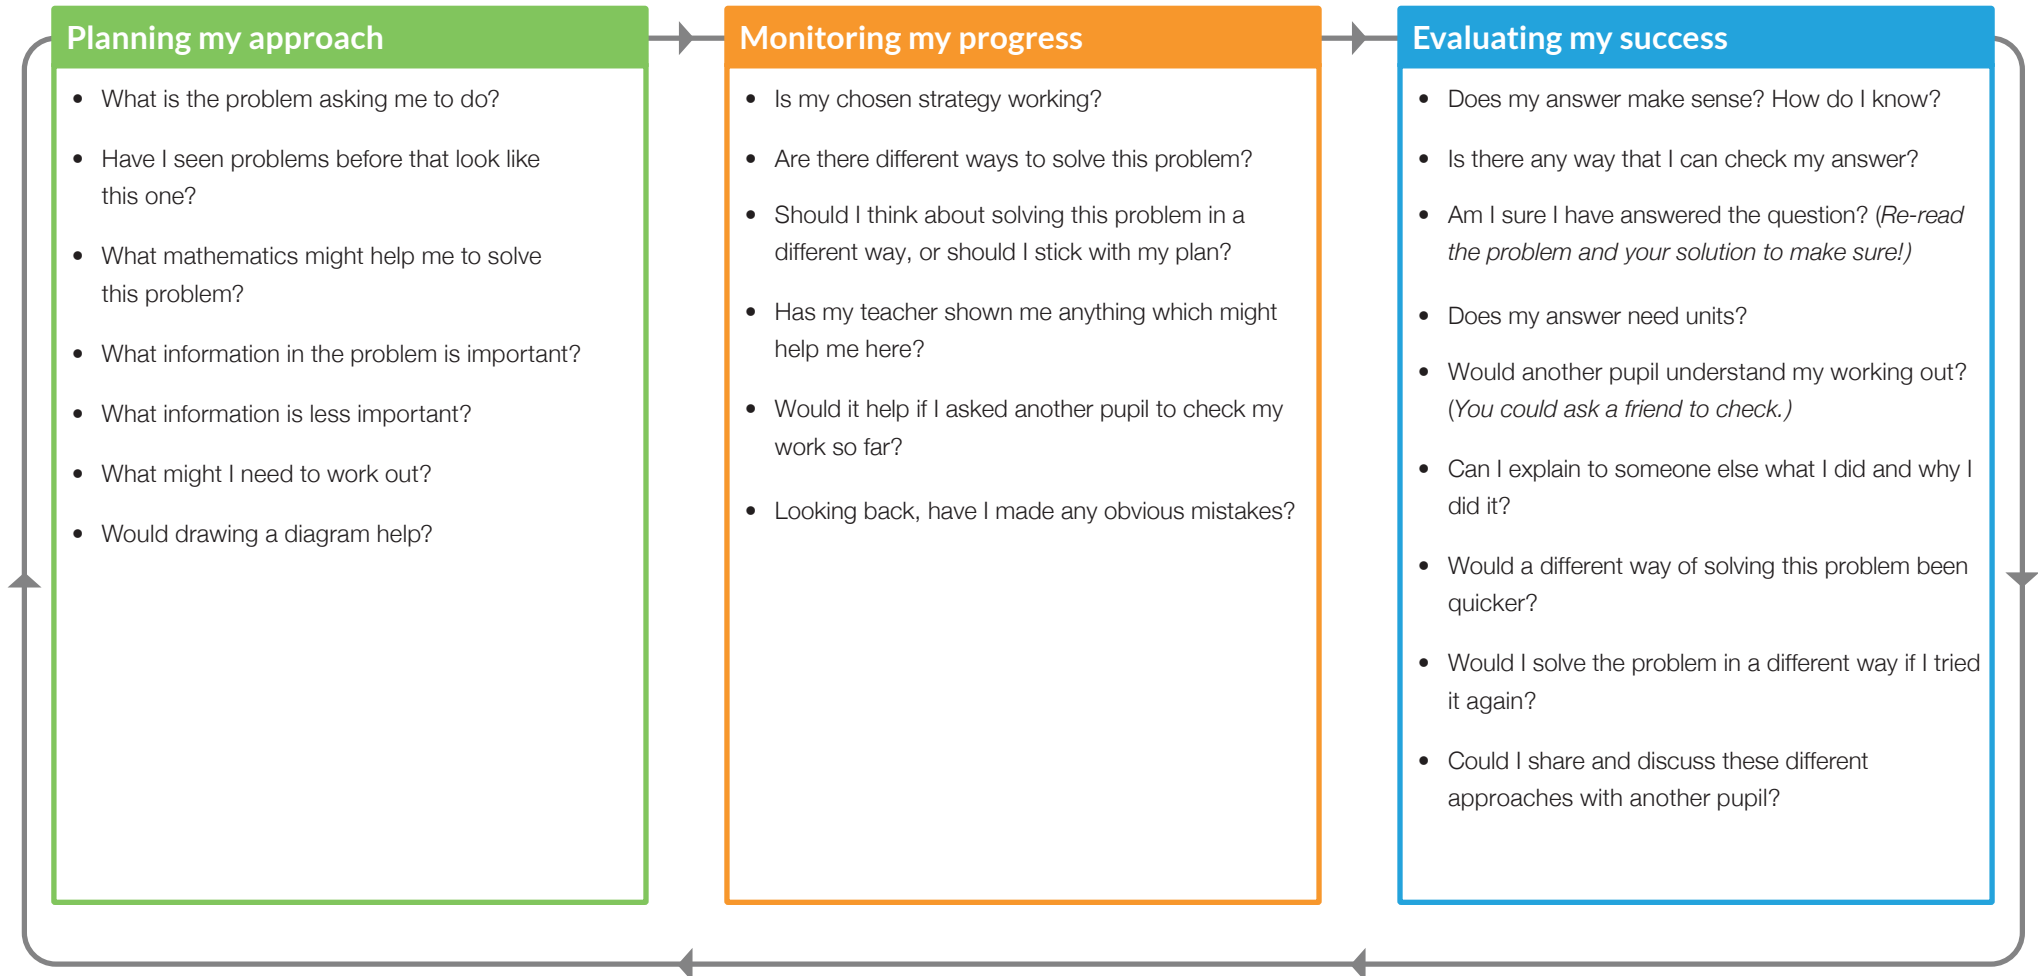 Planning my approach
• What is the problem asking me to do?
• Have I seen problems before that look like
this one?
• What mathematics might help me to solve
this problem?
• What information in the problem is important?
• What information is less important?
• What might I need to work out?
• Would drawing a diagram help?
Monitoring my progress
• Is my chosen strategy working?
• Are there different ways to solve this problem?
• Should I think about solving this problem in a
different way, or should I stick with my plan?
• Has my teacher shown me anything which might
help me here?
• Would it help if I asked another pupil to check my
work so far?
• Looking back, have I made any obvious mistakes?
Evaluating my success
• Does my answer make sense? How do I know?
• Is there any way that I can check my answer?
• Am I sure I have answered the question? (Re-read
the problem and your solution to make sure!)
• Does my answer need units?
• Would another pupil understand my working out?
(You could ask a friend to check.)
• Can I explain to someone else what I did and why I
did it?
• Would a different way of solving this problem been
quicker?
• Would I solve the problem in a different way if I tried
it again?
• Could I share and discuss these different
approaches with another pupil?